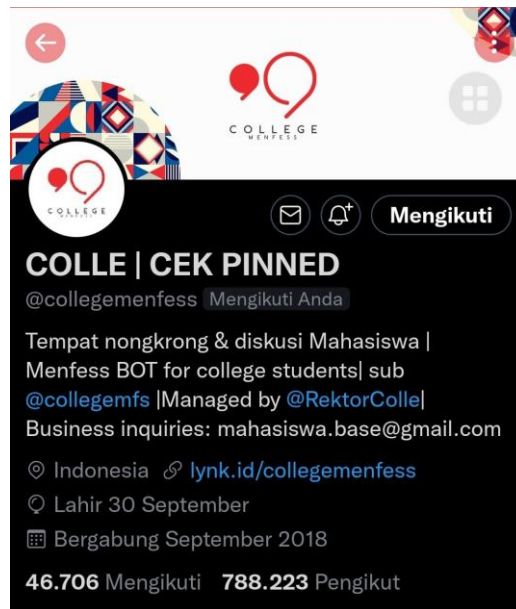 COLLEGE
MENFESS
COLLEGE
MENFESS
Mengikuti
COLLE | CEK PINNED
@collegemenfess Mengikuti Anda
Tempat nongkrong & diskusi Mahasiswa |
Menfess BOT for college students| sub
@collegemfs |Managed by @RektorColle|
Business inquiries: mahasiswa.base@gmail.com
Indonesia lynk.id/collegemenfess
Lahir 30 September
Bergabung September 2018
46.706 Mengikuti 788.223 Pengikut